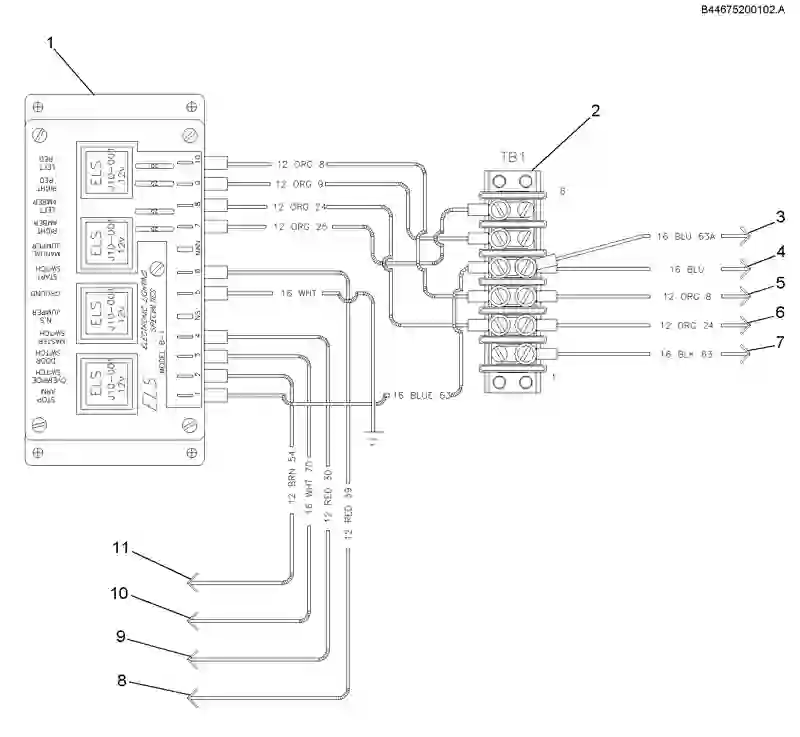 B44675200102.A
1
2
TB1
6
1
RED
LEFT
RED
RIGHT
AMBER
LEFT
AMBER
RIGHT
JUMPER
MANUAL
SWITCH
START
GROUND
JUMPER
N.S
SWITCH
MASTER
SWITCH
DOOR
SWITCH
OVERRIDE
ARM
STOP
ELS
J10-001
12v
ELS
J10-001
12v
ELS
J10-001
12v
ELS
J10-001
12v
ELECTRONIC LIGHTING
SPECIALTIES
MODEL 8-1
ELS
10
9
8
7
MAN
6
5
NS
4
3
2
1
12 ORG 8
12 ORG 9
12 ORG 24
12 ORG 26
16 WHT
16 BLUE 63
12 BRN 54
16 WHT 70
12 RED 30
12 RED 39
16 BLU 63A
3
16 BLU
4
12 ORG 8
5
12 ORG 24
6
16 BLK 63
7
11
10
9
8